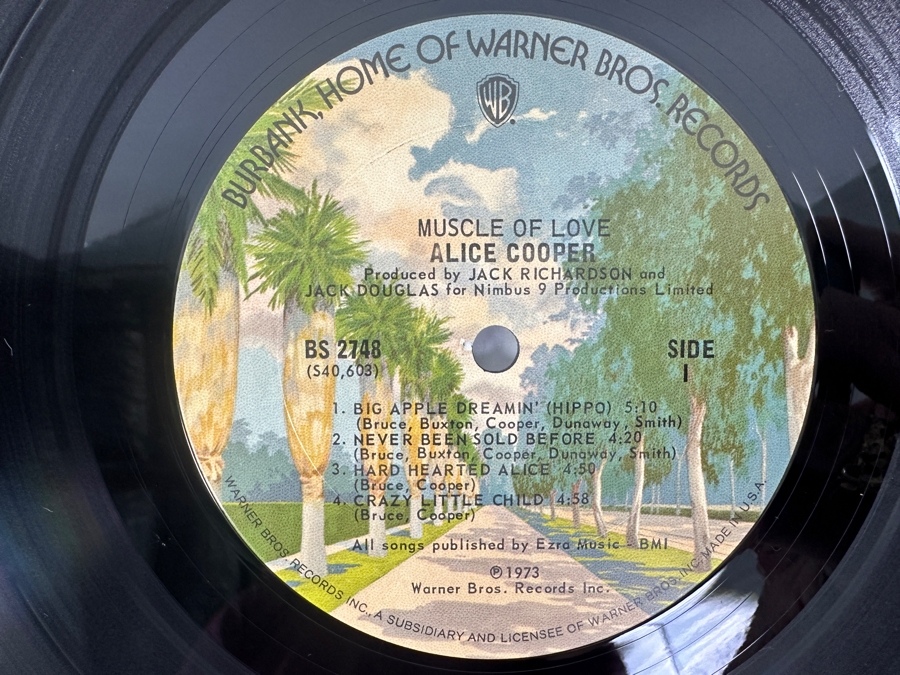 BURBANK, HOME OF WARNER BROS. RECORDS
WB
MUSCLE OF LOVE
ALICE COOPER
Produced by JACK RICHARDSON and
JACK DOUGLAS for Nimbus 9 Productions Limited
BS 2748
(S40,603)
SIDE
1
1. BIG APPLE DREAMIN' (HIPPO) 5:10
(Bruce, Buxton, Cooper, Dunaway, Smith)
2. NEVER BEEN SOLD BEFORE 4:20
(Bruce, Buxton, Cooper, Dunaway, Smith)
3. HARD HEARTED ALICE 4:50
(Bruce, Cooper)
4. CRAZY LITTLE CHILD 4:58
(Bruce, Cooper)
All songs published by Ezra Music - BMI
℗1973
Warner Bros. Records Inc.
WARNER BROS. RECORDS INC., A SUBSIDIARY AND LICENSEE OF WARNER BROS. INC. MADE IN U.S.A.